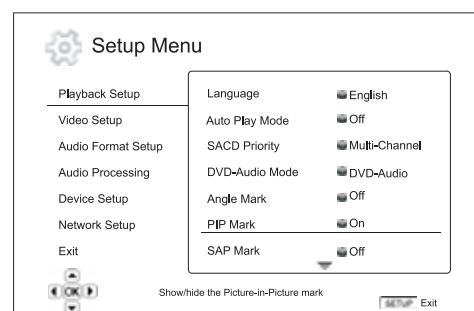 Setup Menu
Playback Setup
Video Setup
Audio Format Setup
Audio Processing
Device Setup
Network Setup
Exit
Language English
Auto Play Mode Off
SACD Priority Multi-Channel
DVD-Audio Mode DVD-Audio
Angle Mark Off
PIP Mark On
SAP Mark Off
OK
Show/hide the Picture-in-Picture mark
SETUP Exit